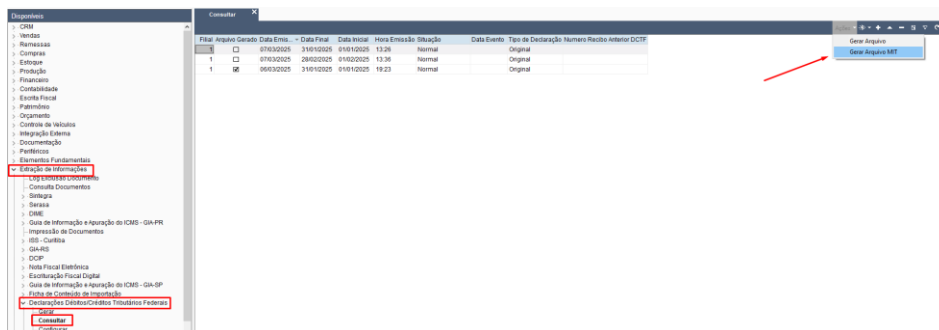 Disponíveis
CRM
Vendas
Remessas
Compras
Estoque
Produção
Financeiro
Contabilidade
Escrita Fiscal
Patrimônio
Orçamento
Controle de Veículos
Integração Externa
Documentação
Periféricos
Elementos Fundamentais
Extração de Informações
Log Exclusão Documento
Consulta Documentos
Sintegra
Serasa
DIME
Guia de Informação e Apuração do ICMS - GIA-PR
Impressão de Documentos
ISS - Curitiba
GIA-RS
DCIP
Nota Fiscal Eletrônica
Escrituração Fiscal Digital
Guia de Informação e Apuração do ICMS - GIA-SP
Ficha de Conteúdo de Importação
Declarações Débitos/Créditos Tributários Federais
Gerar
Consultar
Configurar
Consultar X
Ações
Gerar Arquivo
Gerar Arquivo MIT
Filial Arquivo Gerado Data Emis... Data Final Data Inicial Hora Emissão Situação Data Evento Tipo de Declaração Numero Recibo Anterior DCTF
1 07/03/2025 31/01/2025 01/01/2025 13:26 Normal Original
1 07/03/2025 28/02/2025 01/02/2025 13:36 Normal Original
1 06/03/2025 31/01/2025 01/01/2025 19:23 Normal Original